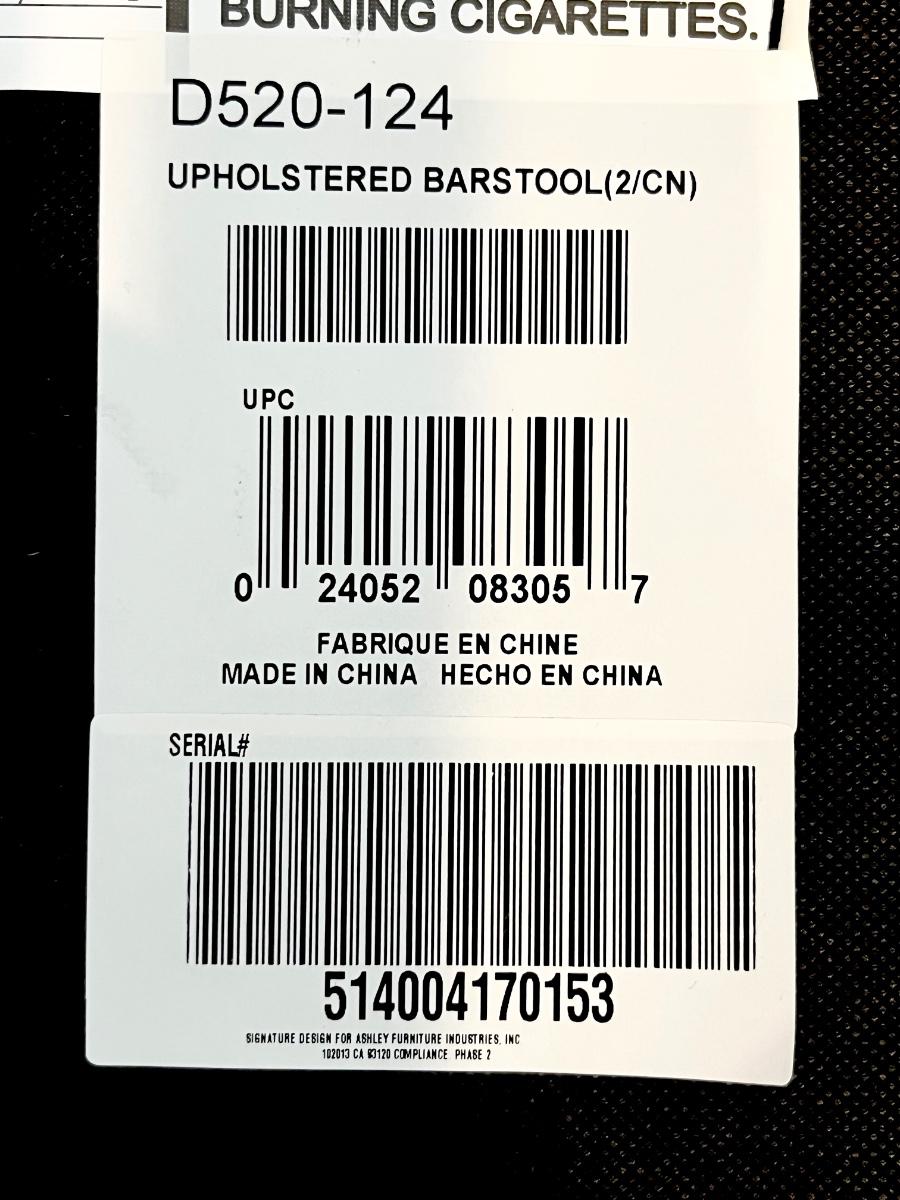 BURNING CIGARETTES.
D520-124
UPHOLSTERED BARSTOOL(2/CN)
UPC
0 24052 08305 7
FABRIQUE EN CHINE
MADE IN CHINA HECHO EN CHINA
SERIAL#
514004170153
SIGNATURE DESIGN FOR ASHLEY FURNITURE INDUSTRIES, INC
102013 CA 93120 COMPLIANCE PHASE 2